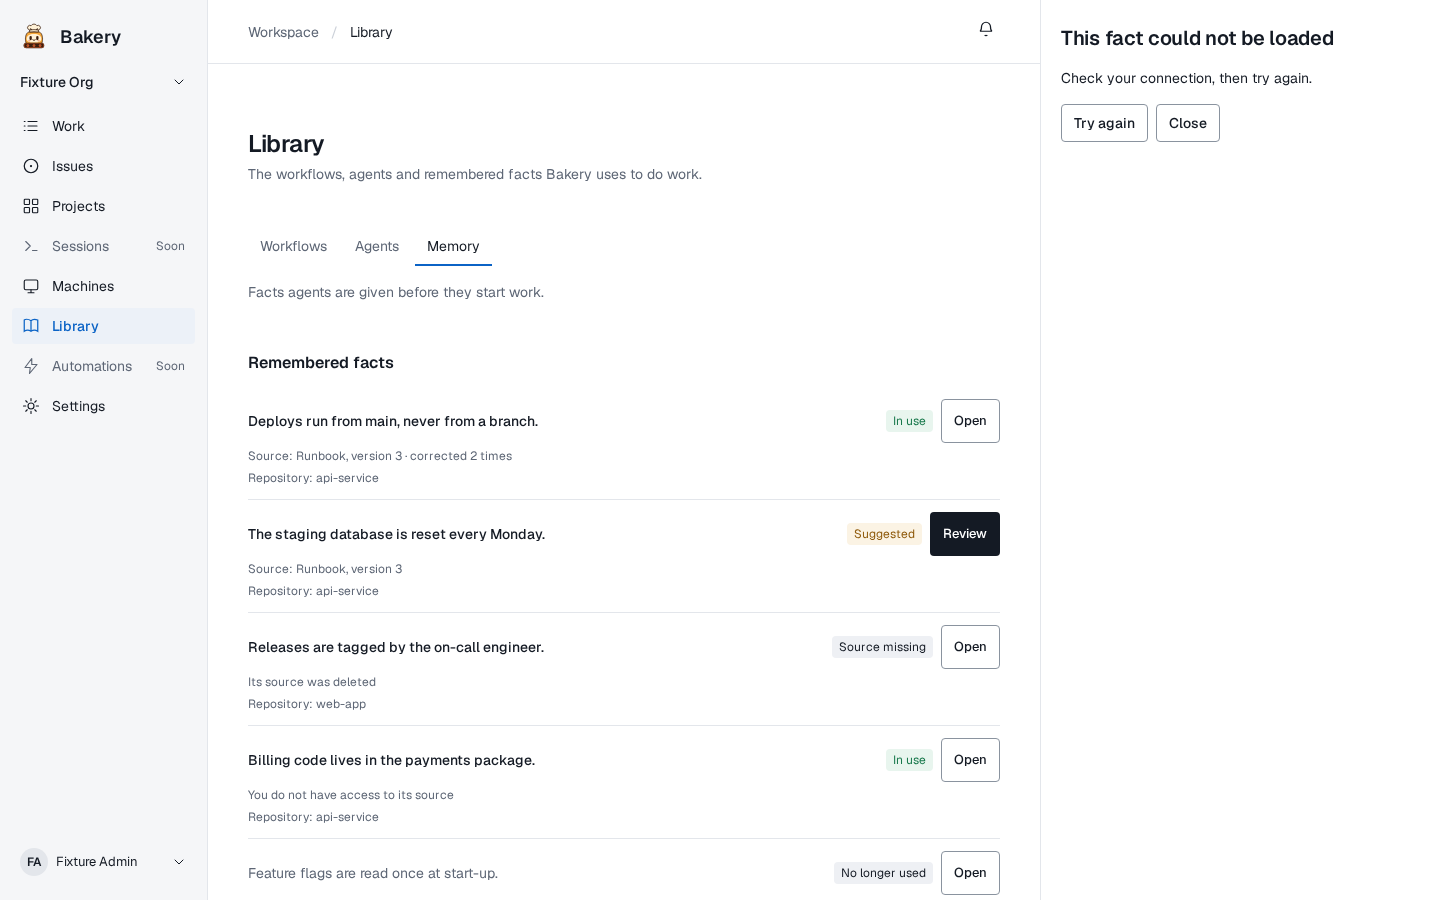 Bakery
Fixture Org
Work
Issues
Projects
Sessions Soon
Machines
Library
Automations Soon
Settings
FA Fixture Admin
Workspace / Library
Library
The workflows, agents and remembered facts Bakery uses to do work.
Workflows Agents Memory
Facts agents are given before they start work.
Remembered facts
Deploys run from main, never from a branch. In use Open
Source: Runbook, version 3 · corrected 2 times
Repository: api-service
The staging database is reset every Monday. Suggested Review
Source: Runbook, version 3
Repository: api-service
Releases are tagged by the on-call engineer. Source missing Open
Its source was deleted
Repository: web-app
Billing code lives in the payments package. In use Open
You do not have access to its source
Repository: api-service
Feature flags are read once at start-up. No longer used Open
This fact could not be loaded
Check your connection, then try again.
Try again Close